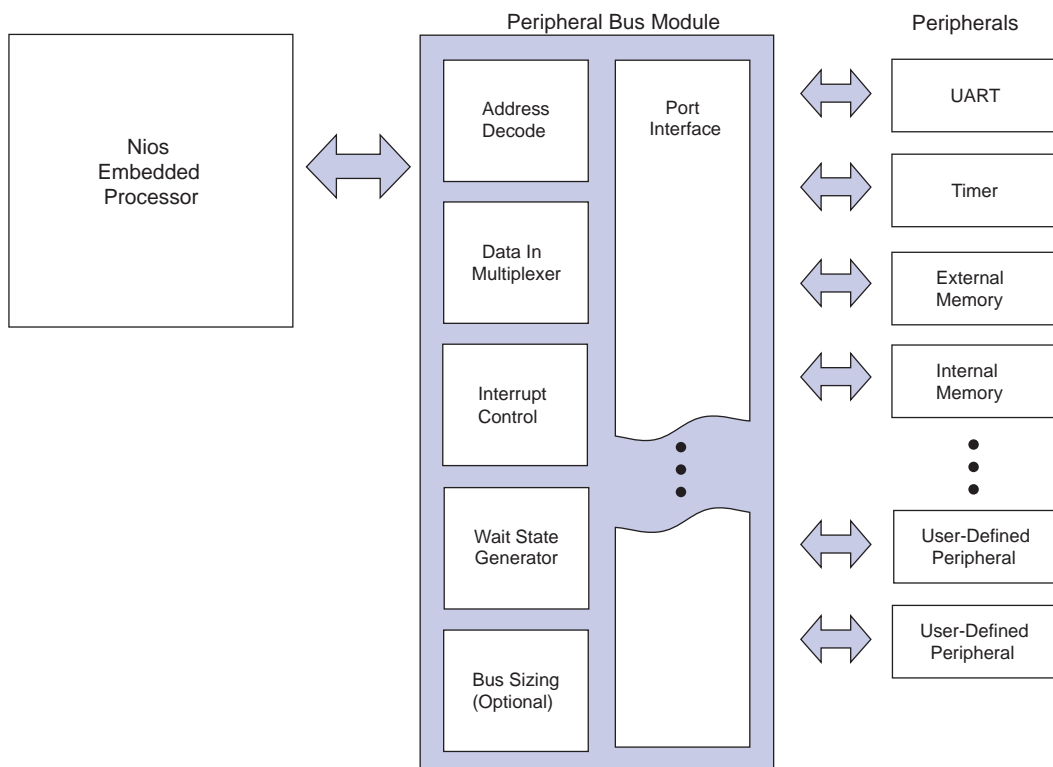 Peripheral Bus Module
Peripherals
Nios
Embedded
Processor
Address
Decode
Data In
Multiplexer
Interrupt
Control
Wait State
Generator
Bus Sizing
(Optional)
Port
Interface
UART
Timer
External
Memory
Internal
Memory
User-Defined
Peripheral
User-Defined
Peripheral